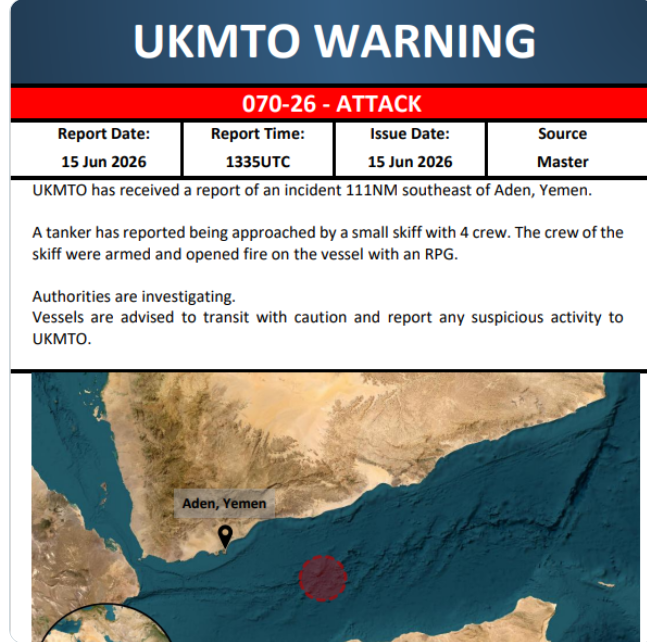 UKMTO WARNING
070-26 - ATTACK
Report Date: Report Time: Issue Date: Source
15 Jun 2026 1335UTC 15 Jun 2026 Master
UKMTO has received a report of an incident 111NM southeast of Aden, Yemen.
A tanker has reported being approached by a small skiff with 4 crew. The crew of the
skiff were armed and opened fire on the vessel with an RPG.
Authorities are investigating.
Vessels are advised to transit with caution and report any suspicious activity to
UKMTO.
Aden, Yemen